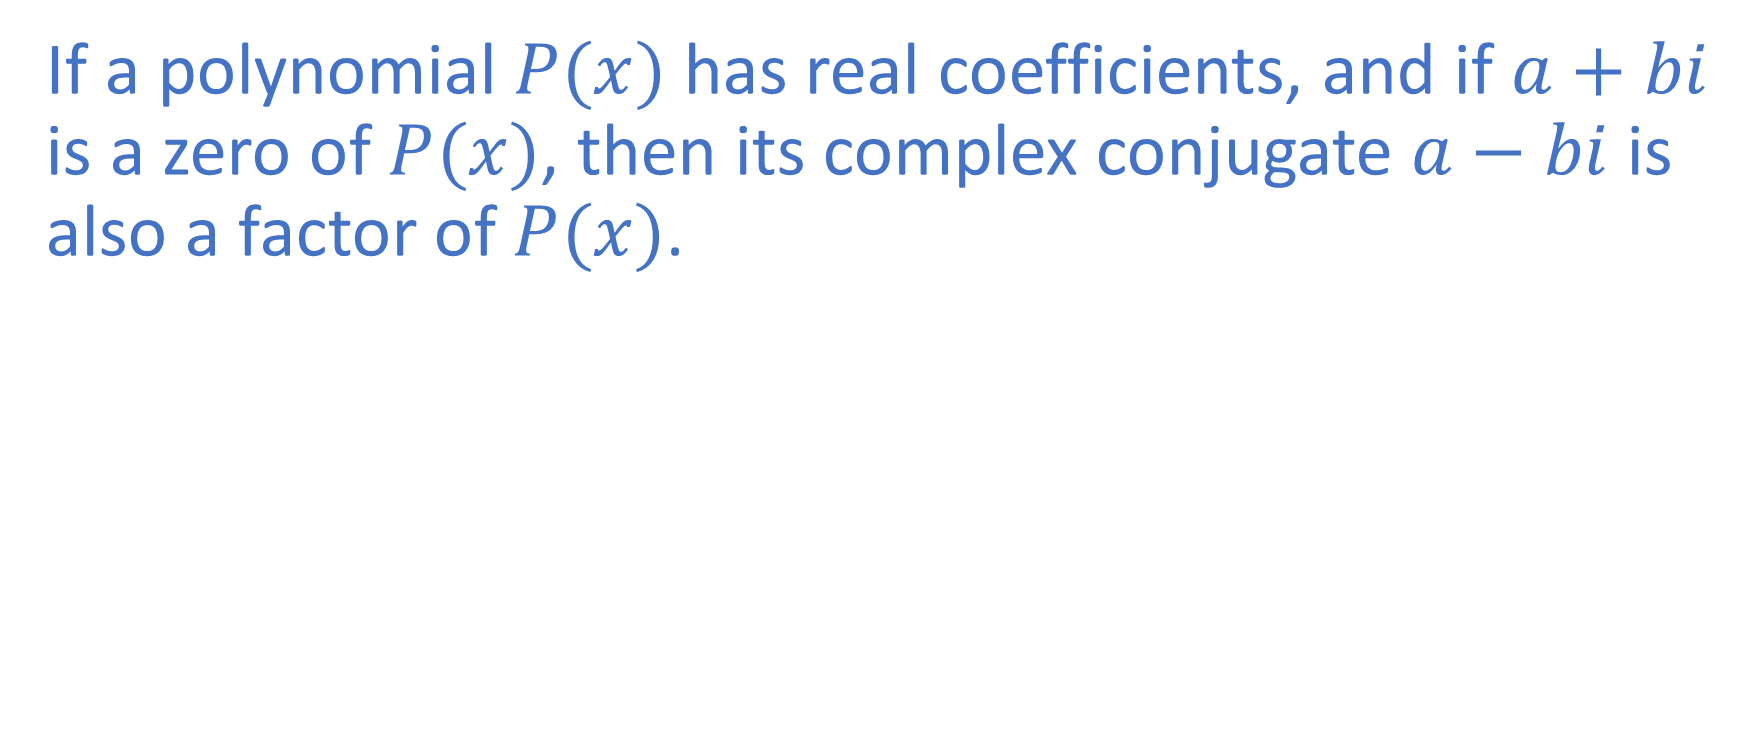 If a polynomial P(x) has real coefficients, and if a + bi
is a zero of P(x), then its complex conjugate a − bi is
also a factor of P(x).